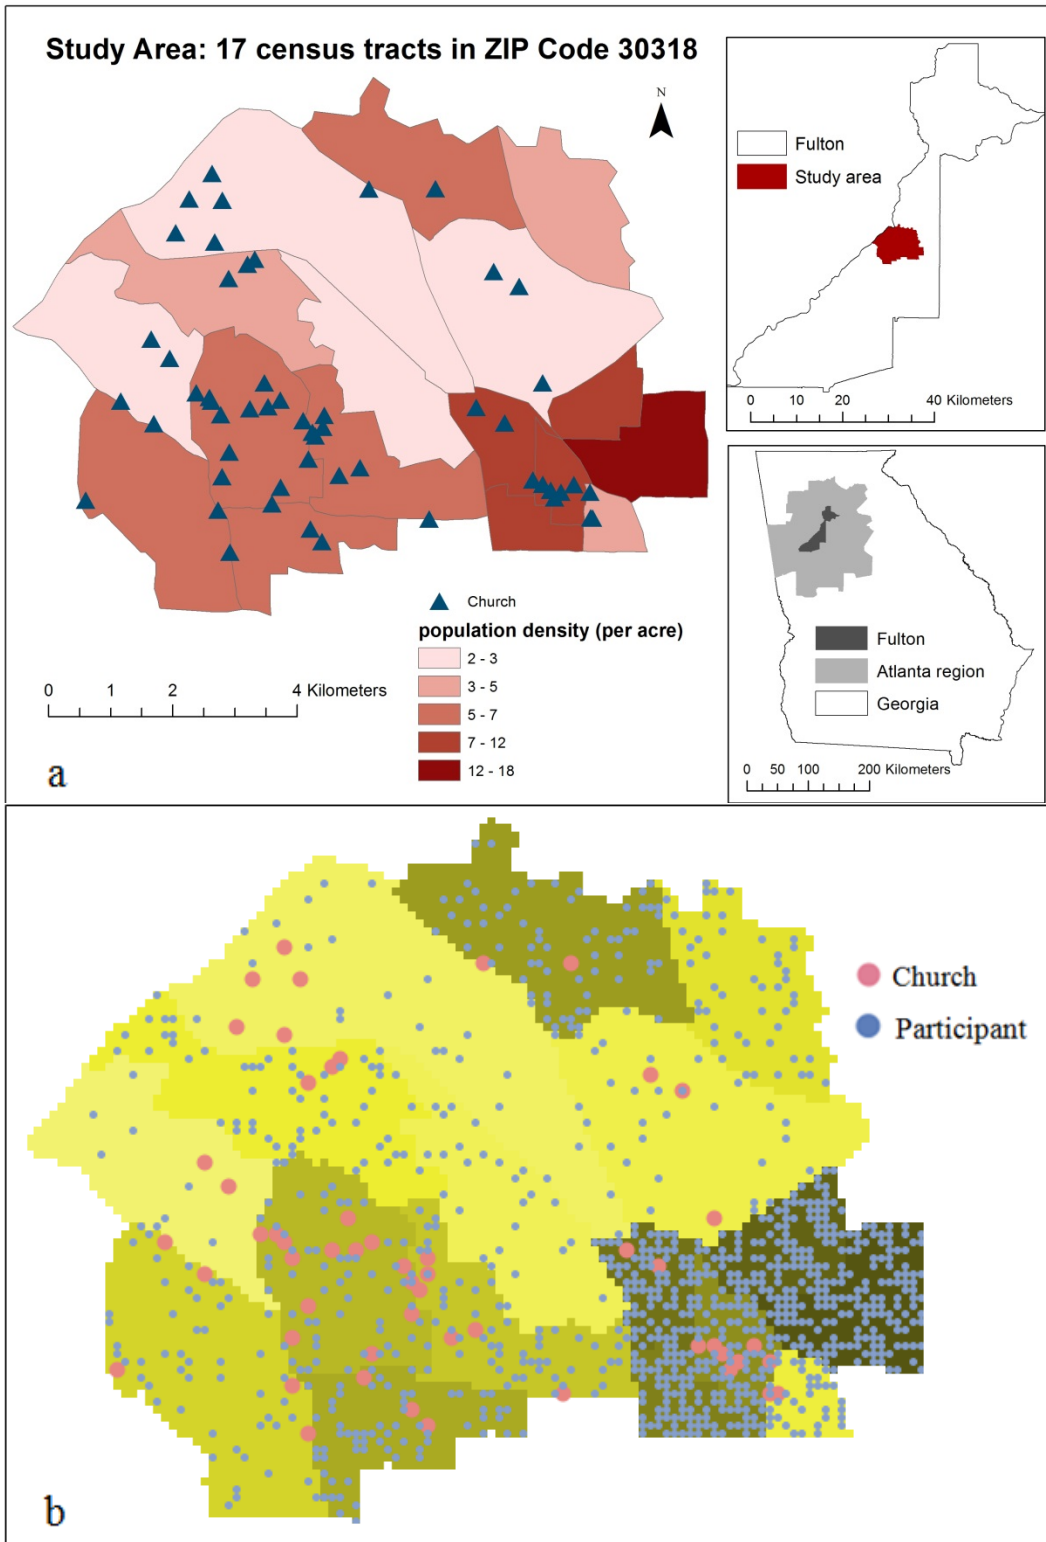 Study Area: 17 census tracts in ZIP Code 30318
N
Church
population density (per acre)
2 - 3
3 - 5
5 - 7
7 - 12
12 - 18
0 1 2 4 Kilometers
a
Fulton
Study area
0 10 20 40 Kilometers
Fulton
Atlanta region
Georgia
0 50 100 200 Kilometers
Church
Participant
b